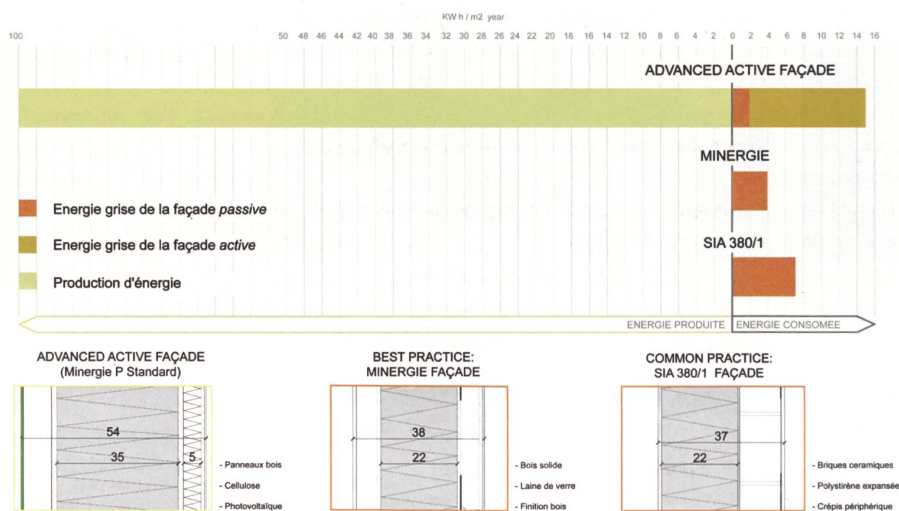 KW h / m2 year
100 50 48 46 44 42 40 38 36 34 32 30 28 26 24 22 20 18 16 14 12 10 8 6 4 2 0 2 4 6 8 10 12 14 16
ADVANCED ACTIVE FAÇADE
MINERGIE
Energie grise de la façade passive
Energie grise de la façade active
SIA 380/1
Production d'énergie
ENERGIE PRODUITE ENERGIE CONSOMEE
ADVANCED ACTIVE FAÇADE
(Minergie P Standard)
54
35 5
- Panneaux bois
- Cellulose
- Photovoltaïque
BEST PRACTICE:
MINERGIE FAÇADE
38
22
- Bois solide
- Laine de verre
- Finition bois
COMMON PRACTICE:
SIA 380/1 FAÇADE
37
22
- Briques ceramiques
- Polystirène expansée
- Crépis périphérique